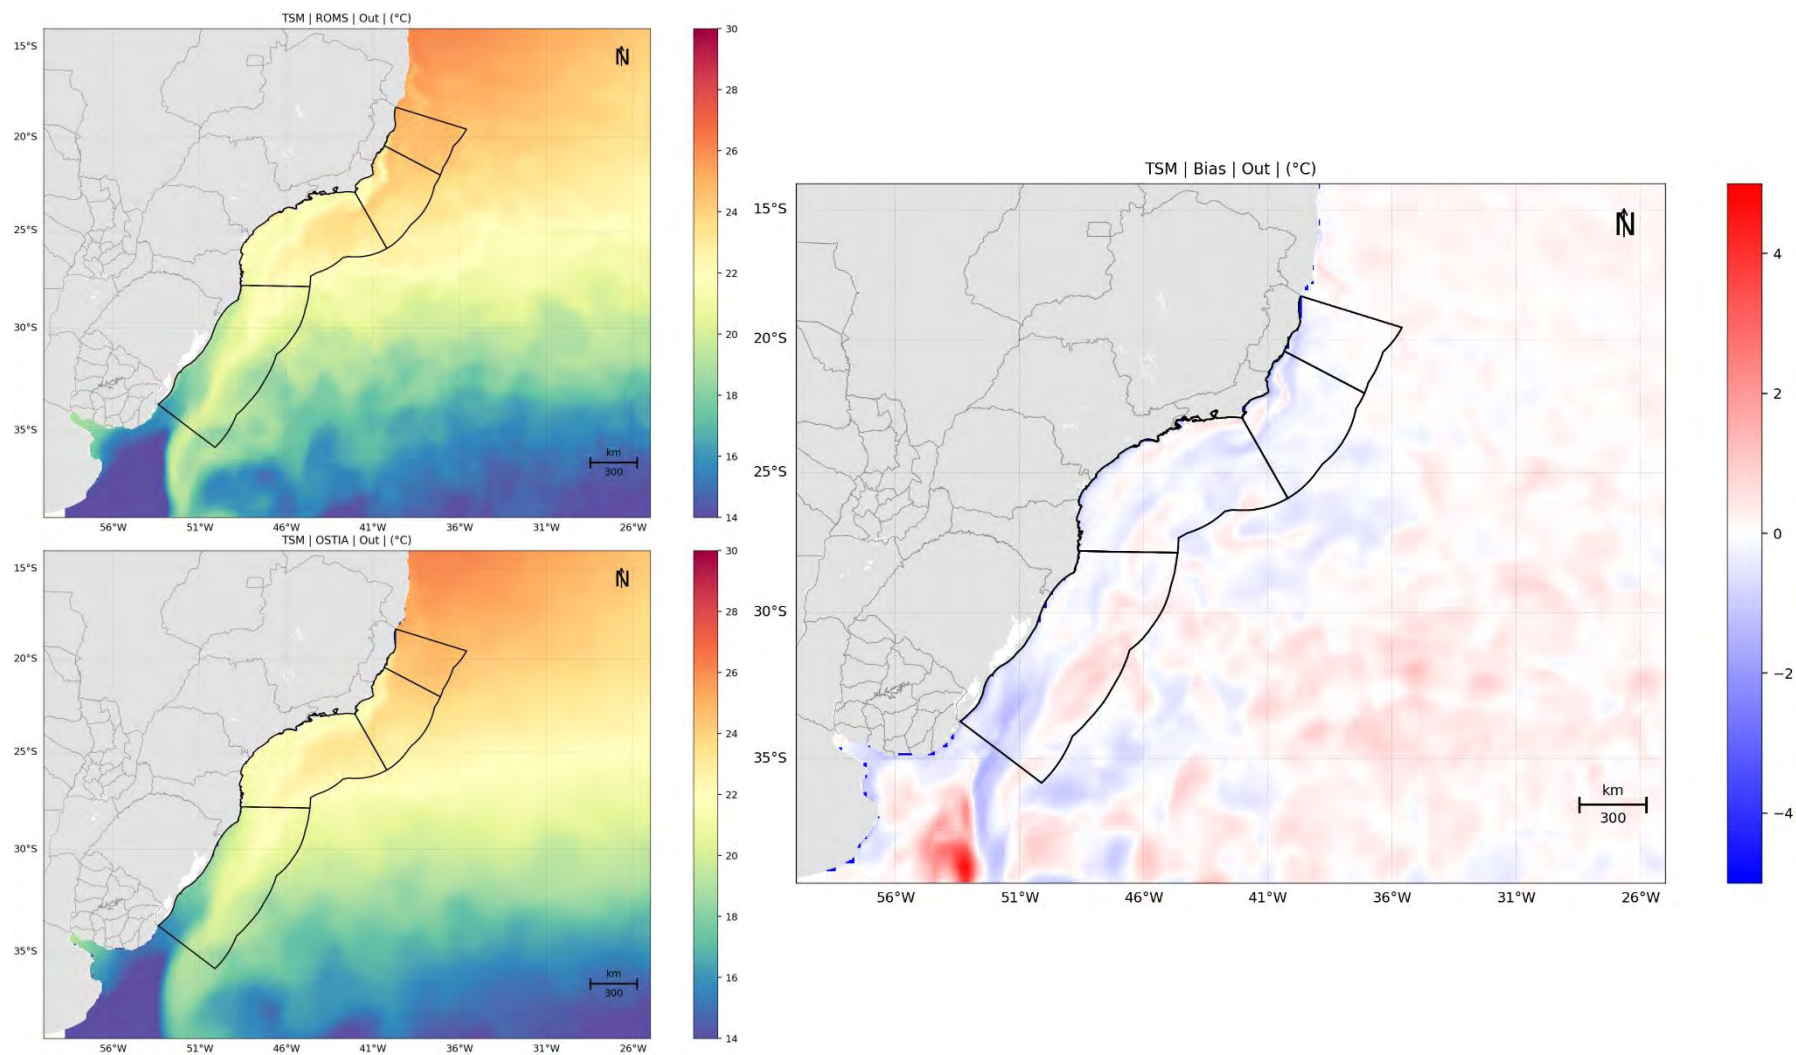 TSM | ROMS | Out | (°C)
15°S
20°S
25°S
30°S
35°S
N
km
300
56°W 51°W 46°W 41°W 36°W 31°W 26°W
30
28
26
24
22
20
18
16
14
TSM | OSTIA | Out | (°C)
15°S
20°S
25°S
30°S
35°S
N
km
300
56°W 51°W 46°W 41°W 36°W 31°W 26°W
30
28
26
24
22
20
18
16
14
TSM | Bias | Out | (°C)
15°S
20°S
25°S
30°S
35°S
N
km
300
56°W 51°W 46°W 41°W 36°W 31°W 26°W
4
2
0
−2
−4